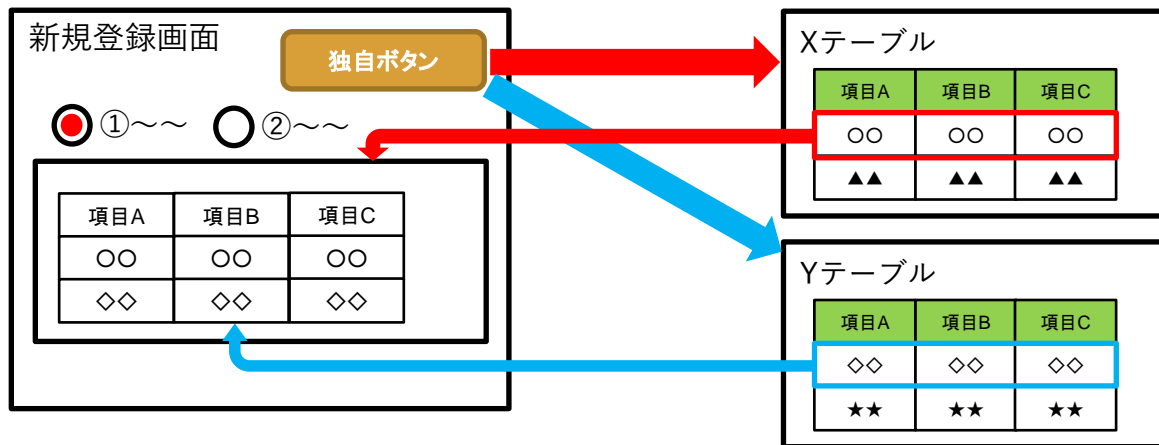 新規登録画面
独自ボタン
①～～ ②～～
項目A 項目B 項目C
○○ ○○ ○○
◇◇ ◇◇ ◇◇
Xテーブル
項目A 項目B 項目C
○○ ○○ ○○
▲▲ ▲▲ ▲▲
Yテーブル
項目A 項目B 項目C
◇◇ ◇◇ ◇◇
★★ ★★ ★★